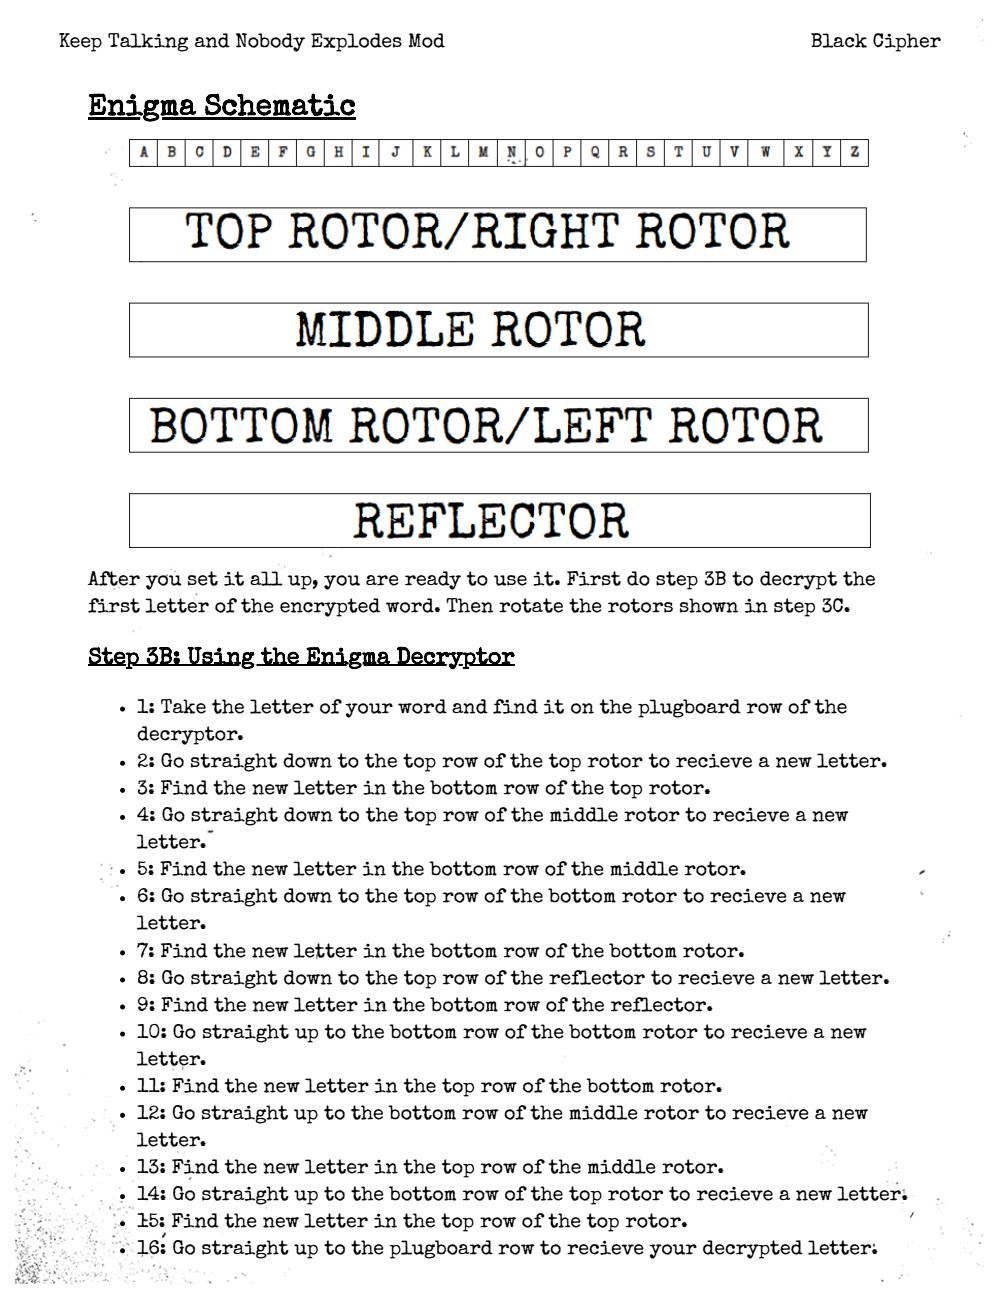 Keep Talking and Nobody Explodes Mod Black Cipher
Enigma Schematic
A B C D E F G H I J K L M N O P Q R S T U V W X Y Z
TOP ROTOR/RIGHT ROTOR
MIDDLE ROTOR
BOTTOM ROTOR/LEFT ROTOR
REFLECTOR
After you set it all up, you are ready to use it. First do step 3B to decrypt the
first letter of the encrypted word. Then rotate the rotors shown in step 3C.
Step 3B: Using the Enigma Decryptor
• 1: Take the letter of your word and find it on the plugboard row of the
decryptor.
• 2: Go straight down to the top row of the top rotor to recieve a new letter.
• 3: Find the new letter in the bottom row of the top rotor.
• 4: Go straight down to the top row of the middle rotor to recieve a new
letter.
• 5: Find the new letter in the bottom row of the middle rotor.
• 6: Go straight down to the top row of the bottom rotor to recieve a new
letter.
• 7: Find the new letter in the bottom row of the bottom rotor.
• 8: Go straight down to the top row of the reflector to recieve a new letter.
• 9: Find the new letter in the bottom row of the reflector.
• 10: Go straight up to the bottom row of the bottom rotor to recieve a new
letter.
• 11: Find the new letter in the top row of the bottom rotor.
• 12: Go straight up to the bottom row of the middle rotor to recieve a new
letter.
• 13: Find the new letter in the top row of the middle rotor.
• 14: Go straight up to the bottom row of the top rotor to recieve a new letter.
• 15: Find the new letter in the top row of the top rotor.
• 16: Go straight up to the plugboard row to recieve your decrypted letter.